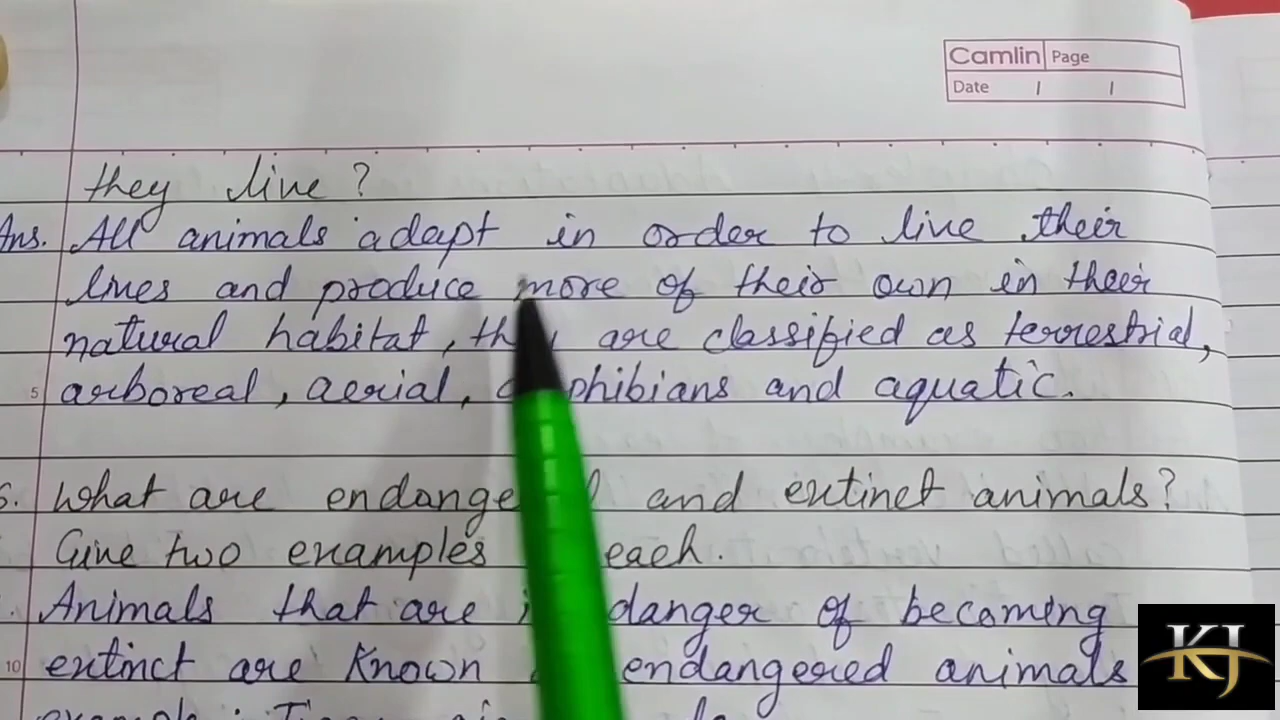 Camlin Page
Date / /
they live?
Ans. All animals adapt in order to live their
lives and produce more of their own in their
natural habitat, are classified as terrestrial,
5 arboreal, aerial, and aquatic.
6. What are and extinct animals?
Give two examples each.
Animals that are danger of becoming
10 extinct are known endangered animals
KJ